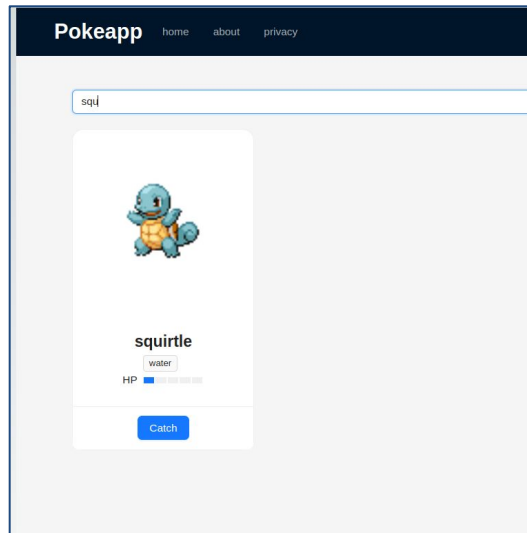 Pokeapp home about privacy
squ
squirtle
water
HP
Catch